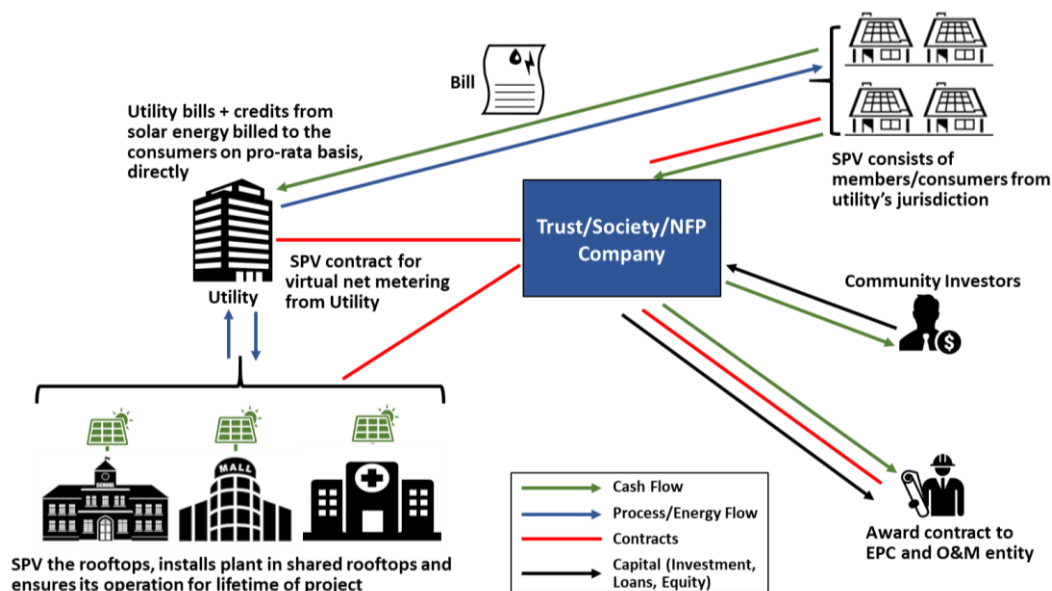 Bill
Utility bills + credits from
solar energy billed to the
consumers on pro-rata basis,
directly
SPV consists of
members/consumers from
utility's jurisdiction
Trust/Society/NFP
Company
SPV contract for
virtual net metering
from Utility
Utility
Community Investors
$
SCHOOL
MALL
Cash Flow
Process/Energy Flow
Contracts
Capital (Investment,
Loans, Equity)
Award contract to
EPC and O&M entity
SPV the rooftops, installs plant in shared rooftops and
ensures its operation for lifetime of project